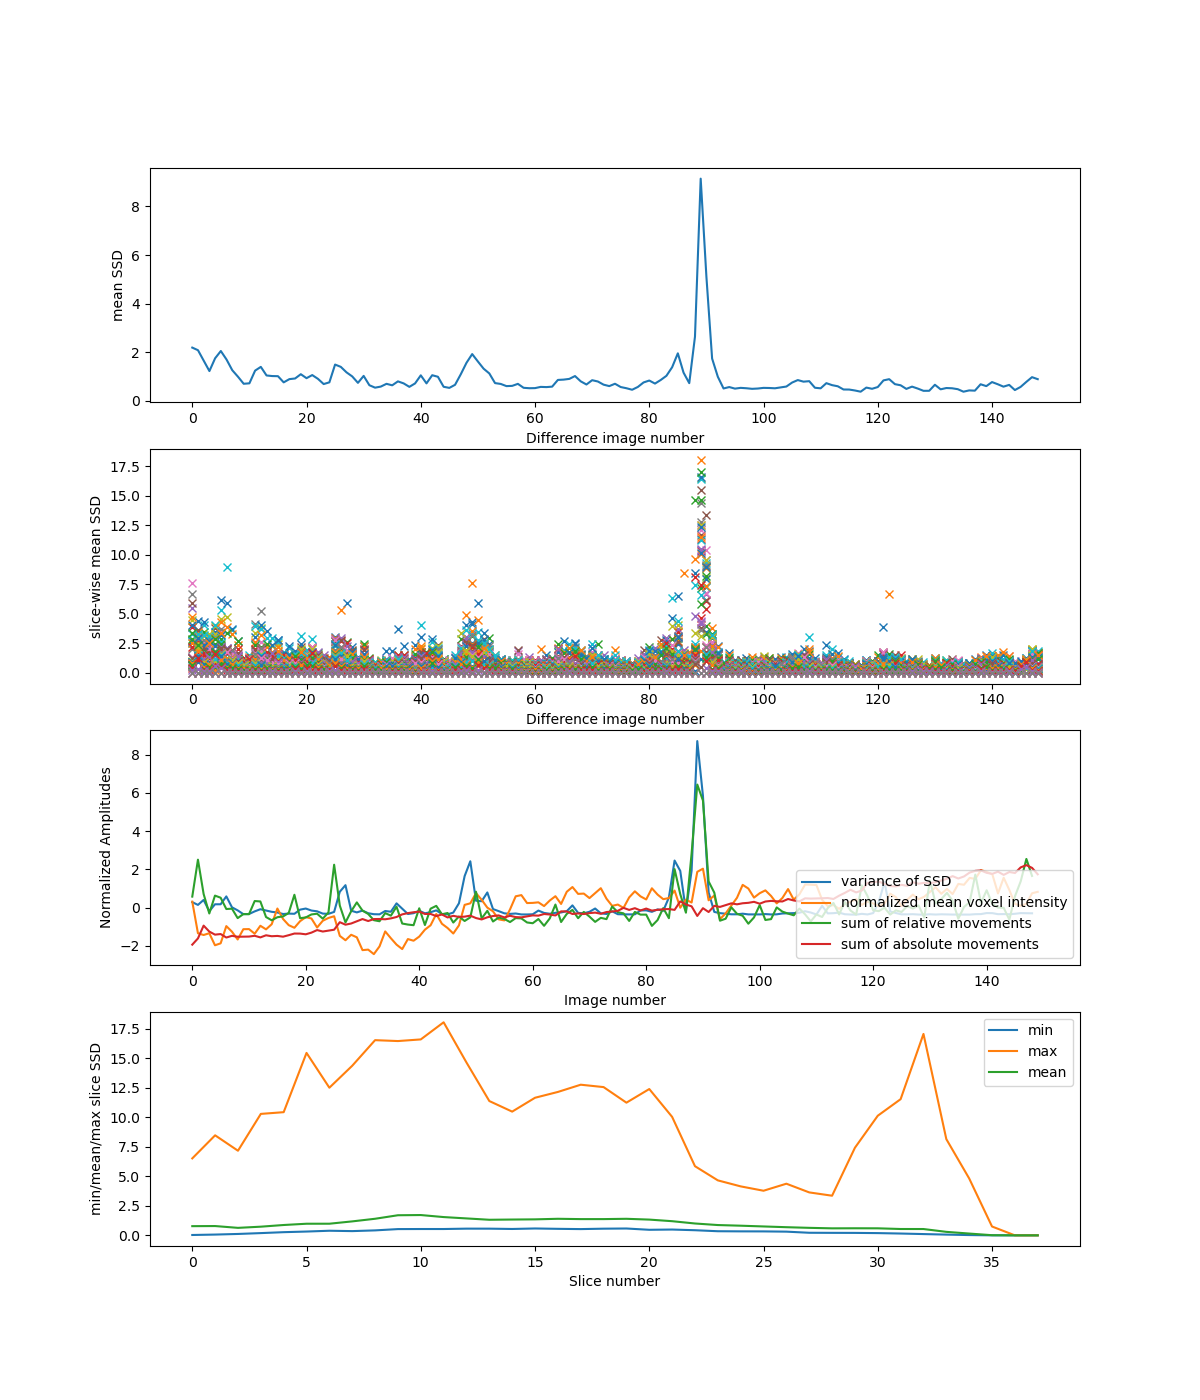 8
6
4
2
0
mean SSD
0 20 40 60 80 100 120 140
Difference image number
17.5
15.0
12.5
10.0
7.5
5.0
2.5
0.0
slice-wise mean SSD
0 20 40 60 80 100 120 140
Difference image number
8
6
4
2
0
−2
Normalized Amplitudes
variance of SSD
normalized mean voxel intensity
sum of relative movements
sum of absolute movements
0 20 40 60 80 100 120 140
Image number
17.5
15.0
12.5
10.0
7.5
5.0
2.5
0.0
min/mean/max slice SSD
min
max
mean
0 5 10 15 20 25 30 35
Slice number